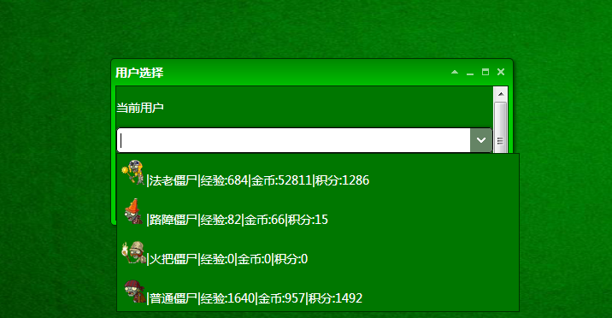 用户选择
当前用户
|法老僵尸|经验:684|金币:52811|积分:1286
|路障僵尸|经验:82|金币:66|积分:15
|火把僵尸|经验:0|金币:0|积分:0
|普通僵尸|经验:1640|金币:957|积分:1492